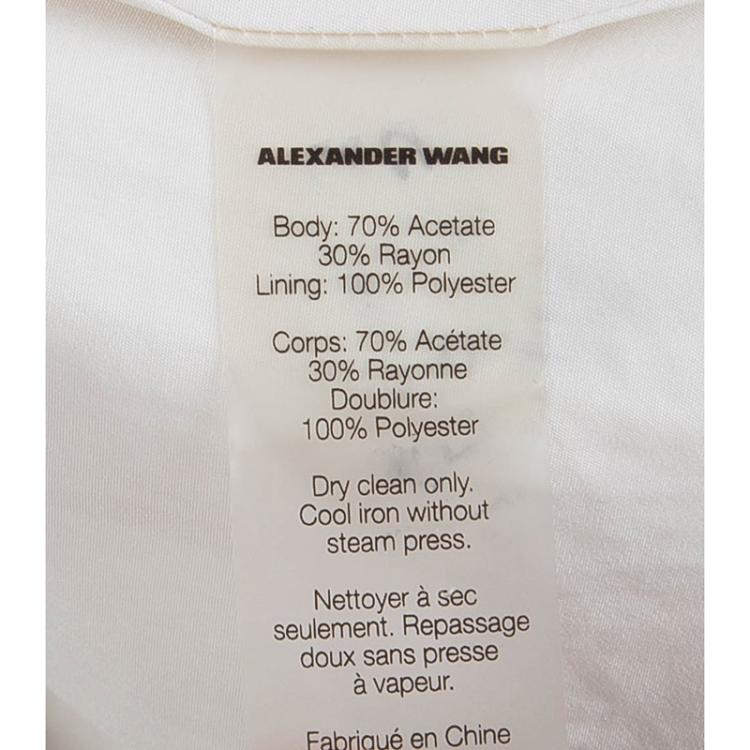 ALEXANDER WANG
Body: 70% Acetate
30% Rayon
Lining: 100% Polyester
Corps: 70% Acétate
30% Rayonne
Doublure:
100% Polyester
Dry clean only.
Cool iron without
steam press.
Nettoyer à sec
seulement. Repassage
doux sans presse
à vapeur.
Fabriqué en Chine